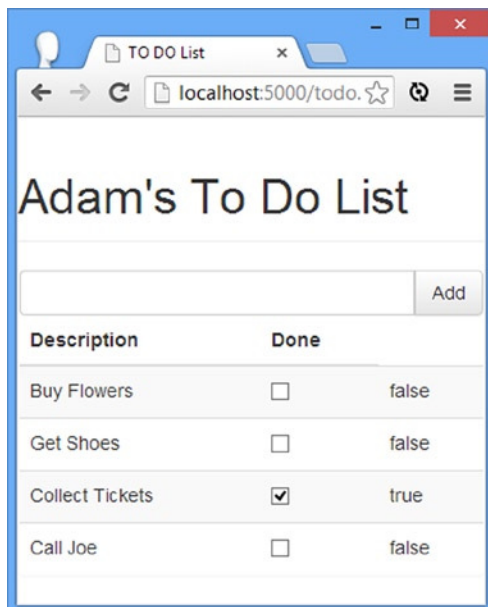 TO DO List
localhost:5000/todo.
Adam's To Do List
Add
Description Done
Buy Flowers false
Get Shoes false
Collect Tickets true
Call Joe false